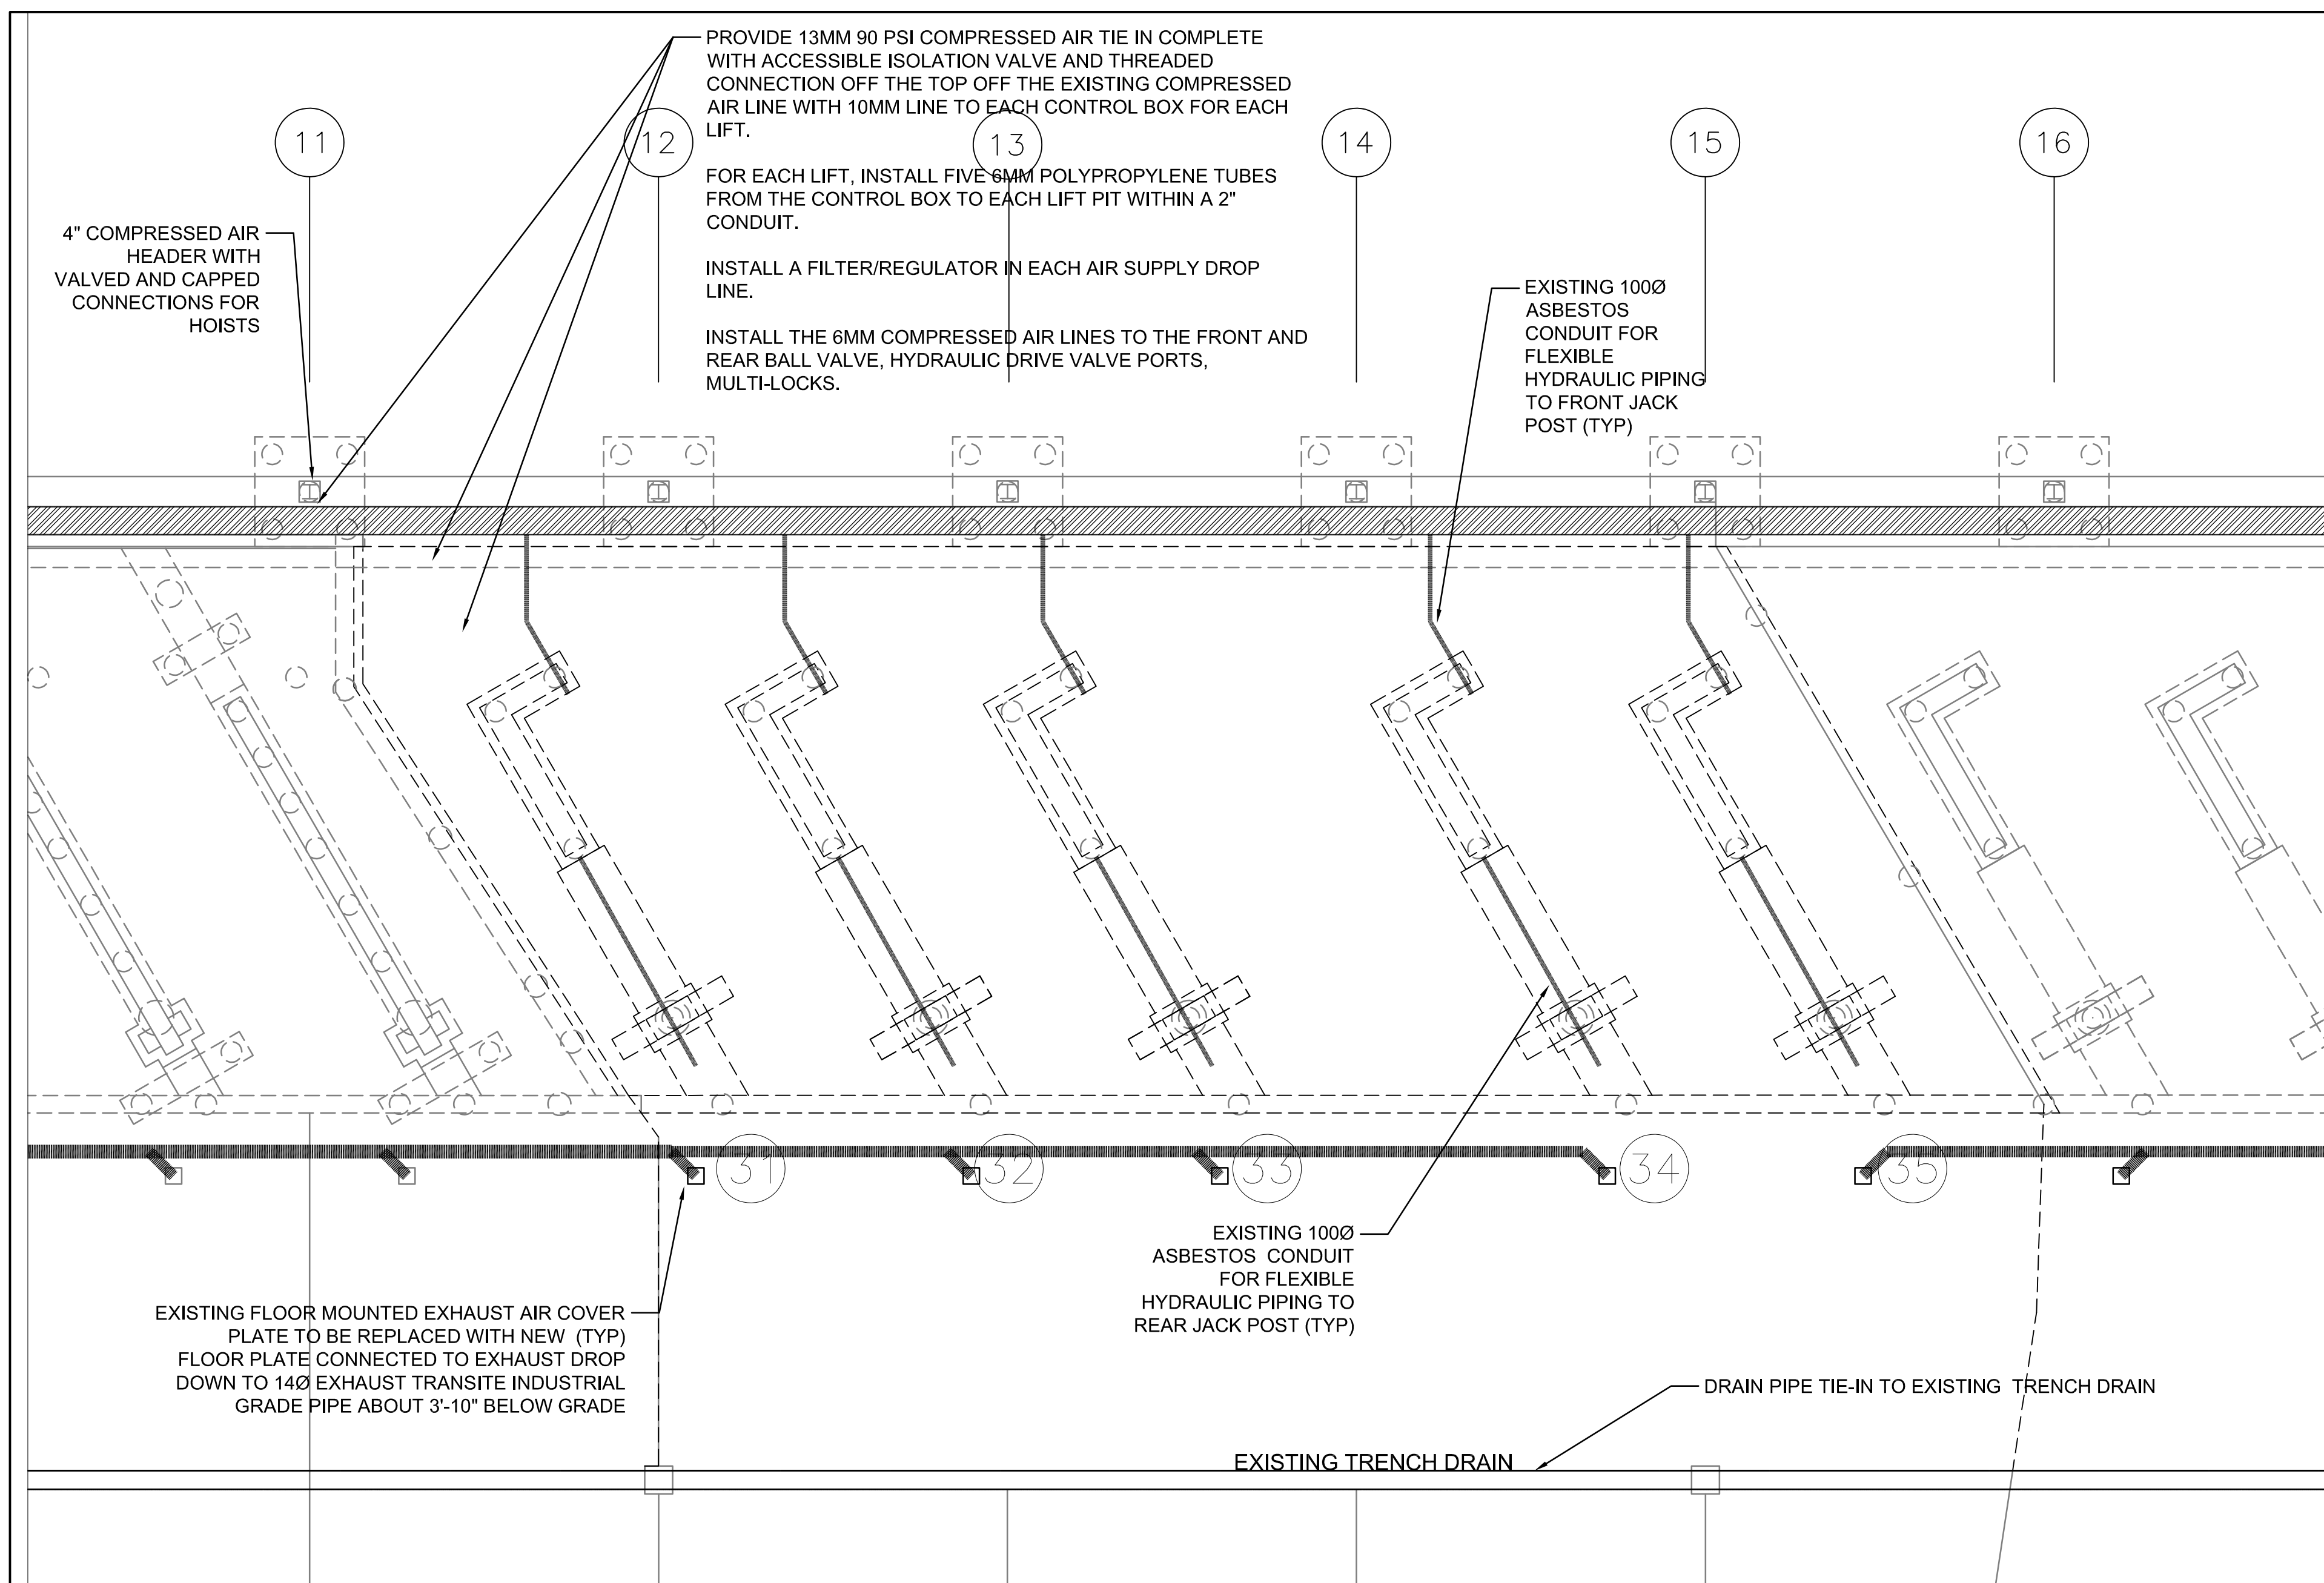 PROVIDE 13MM 90 PSI COMPRESSED AIR TIE IN COMPLETE
WITH ACCESSIBLE ISOLATION VALVE AND THREADED
CONNECTION OFF THE TOP OFF THE EXISTING COMPRESSED
AIR LINE WITH 10MM LINE TO EACH CONTROL BOX FOR EACH
LIFT.
11
12
13
14
15
16
FOR EACH LIFT, INSTALL FIVE 6MM POLYPROPYLENE TUBES
FROM THE CONTROL BOX TO EACH LIFT PIT WITHIN A 2"
CONDUIT.
4" COMPRESSED AIR
HEADER WITH
VALVED AND CAPPED
CONNECTIONS FOR
HOISTS
INSTALL A FILTER/REGULATOR IN EACH AIR SUPPLY DROP
LINE.
INSTALL THE 6MM COMPRESSED AIR LINES TO THE FRONT AND
REAR BALL VALVE, HYDRAULIC DRIVE VALVE PORTS,
MULTI-LOCKS.
EXISTING 100Ø
ASBESTOS
CONDUIT FOR
FLEXIBLE
HYDRAULIC PIPING
TO FRONT JACK
POST (TYP)
31
32
33
34
35
EXISTING 100Ø
ASBESTOS CONDUIT
FOR FLEXIBLE
HYDRAULIC PIPING TO
REAR JACK POST (TYP)
EXISTING FLOOR MOUNTED EXHAUST AIR COVER
PLATE TO BE REPLACED WITH NEW (TYP)
FLOOR PLATE CONNECTED TO EXHAUST DROP
DOWN TO 14Ø EXHAUST TRANSITE INDUSTRIAL
GRADE PIPE ABOUT 3'-10" BELOW GRADE
DRAIN PIPE TIE-IN TO EXISTING TRENCH DRAIN
EXISTING TRENCH DRAIN